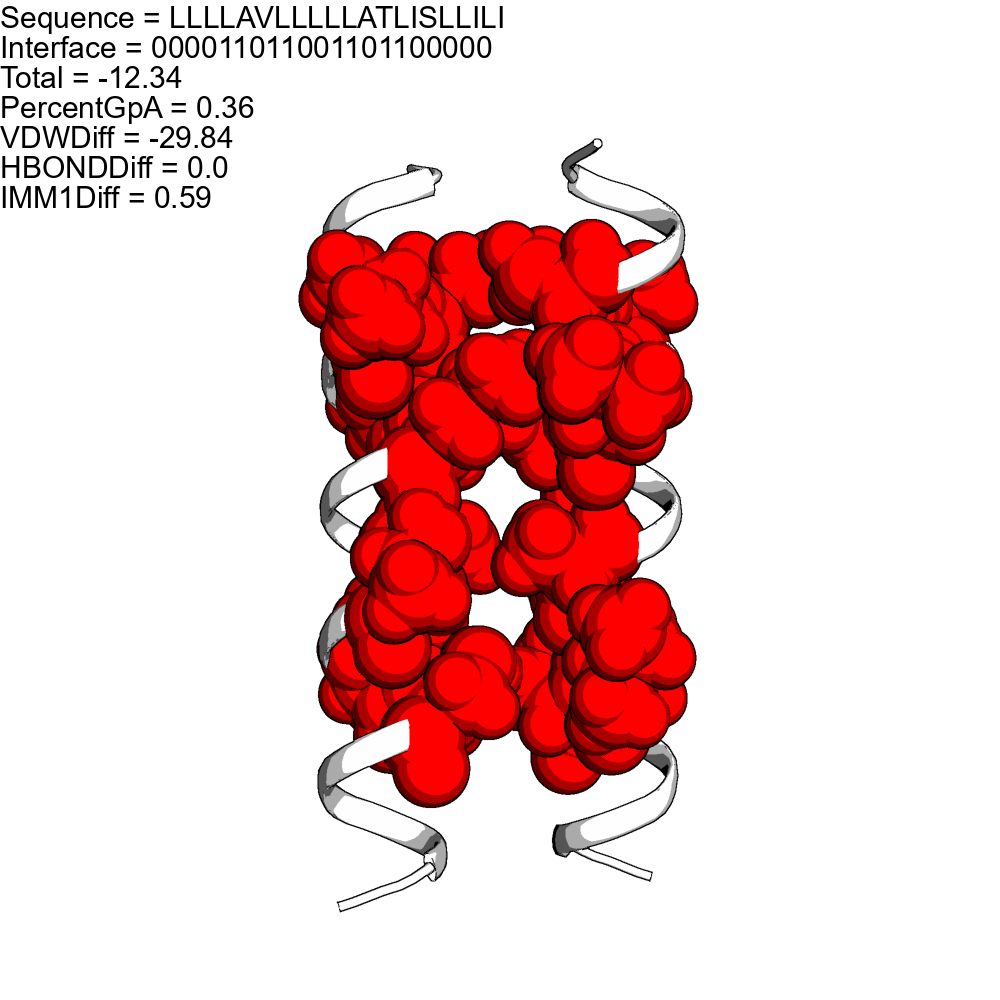 Sequence = LLLLAVLLLLLATLISLLILI
Interface = 000011011001101100000
Total = -12.34
PercentGpA = 0.36
VDWDiff = -29.84
HBONDDiff = 0.0
IMM1Diff = 0.59